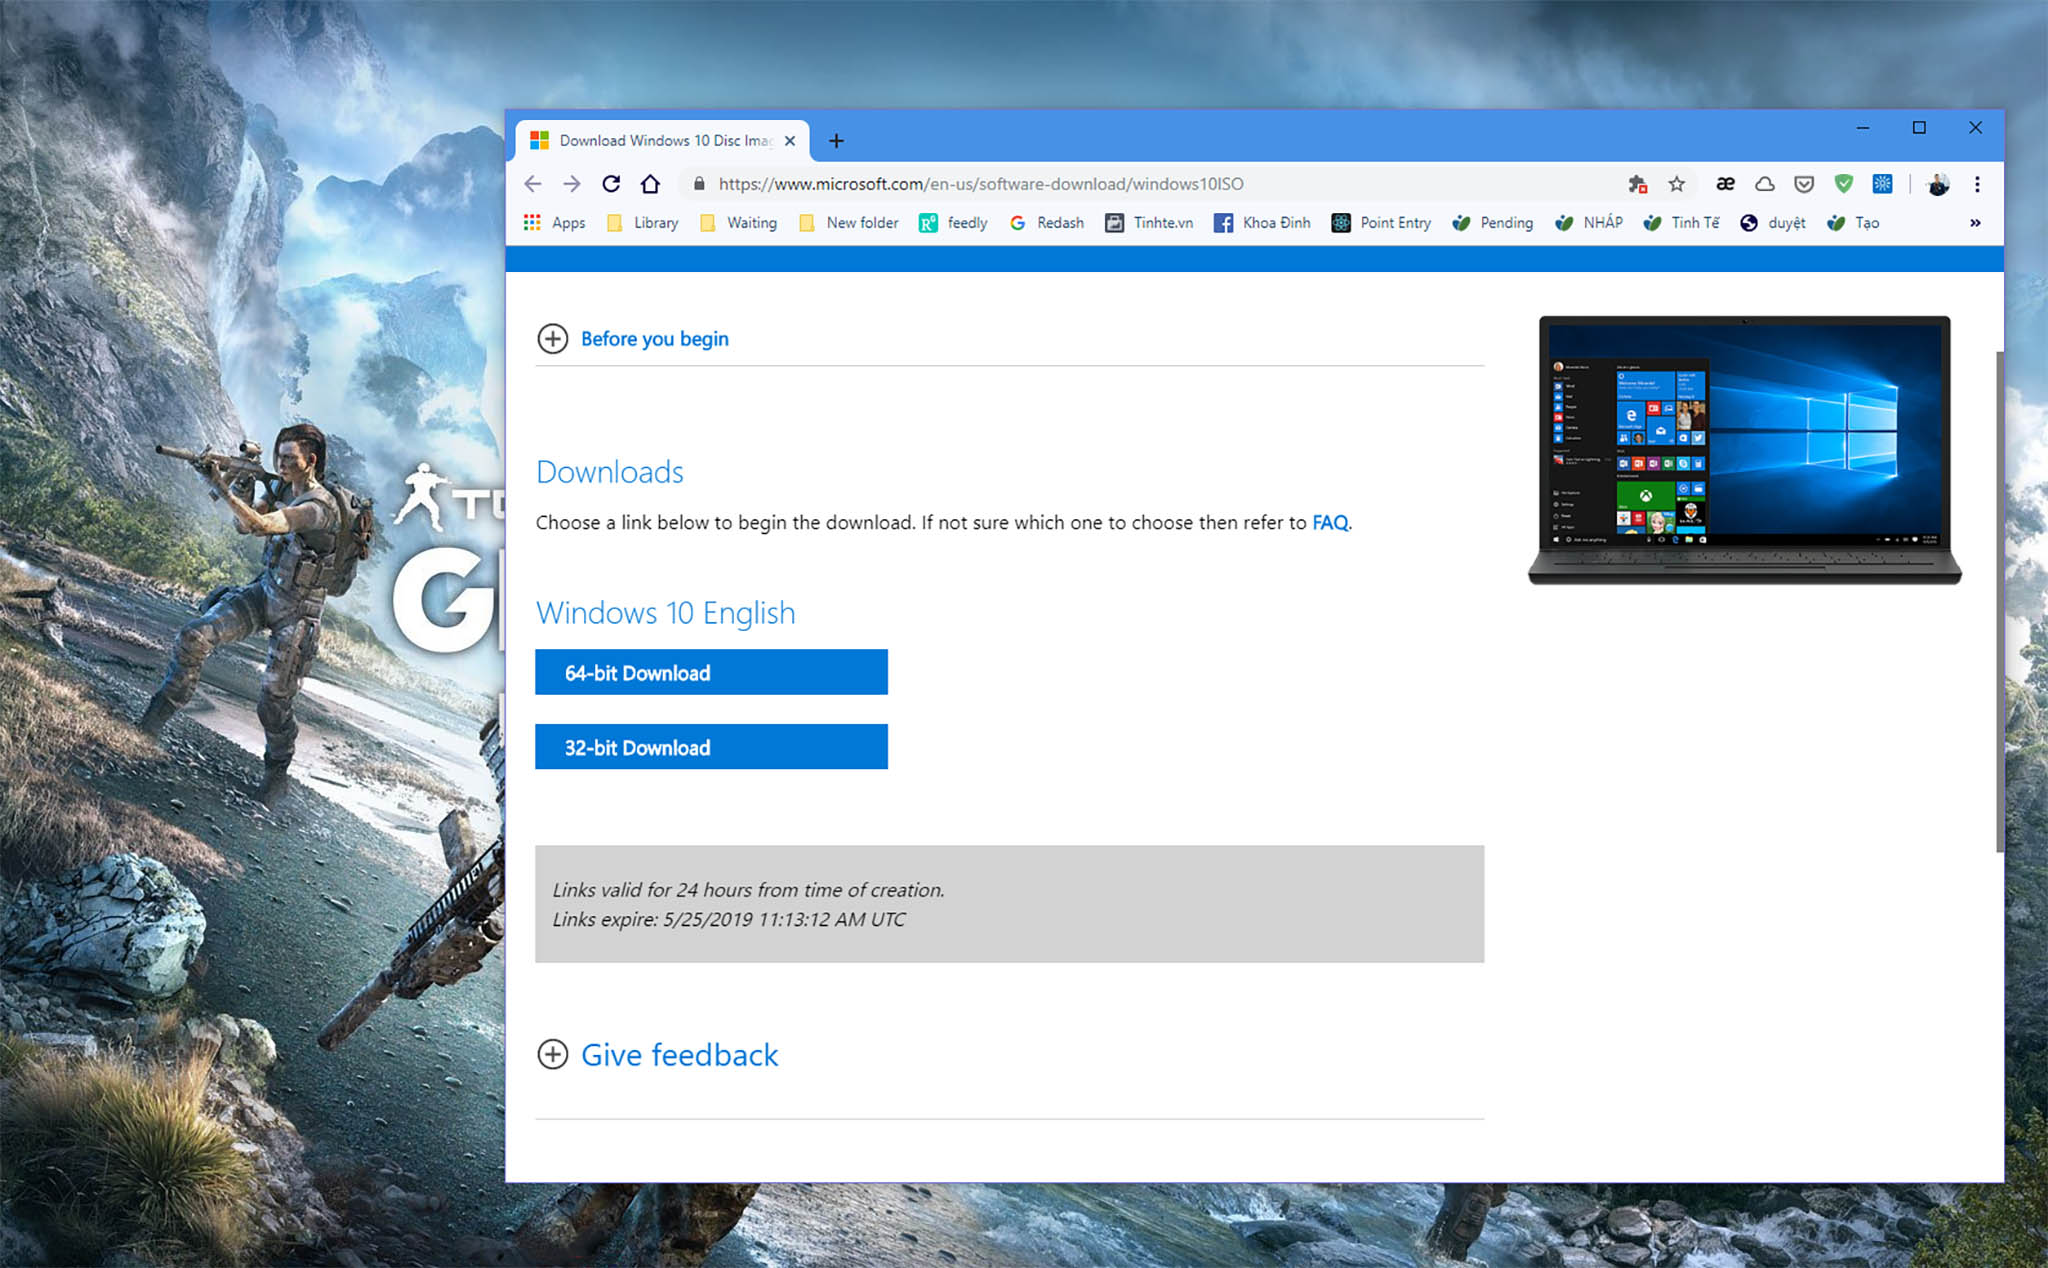 Download Windows 10 Disc Imag
https://www.microsoft.com/en-us/software-download/windows10ISO
Apps Library Waiting New folder feedly Redash Tinhte.vn Khoa Đinh Point Entry Pending NHÁP Tinh Tế duyệt Tạo »
Before you begin
Downloads
Choose a link below to begin the download. If not sure which one to choose then refer to FAQ.
Windows 10 English
64-bit Download
32-bit Download
Links valid for 24 hours from time of creation.
Links expire: 5/25/2019 11:13:12 AM UTC
Give feedback